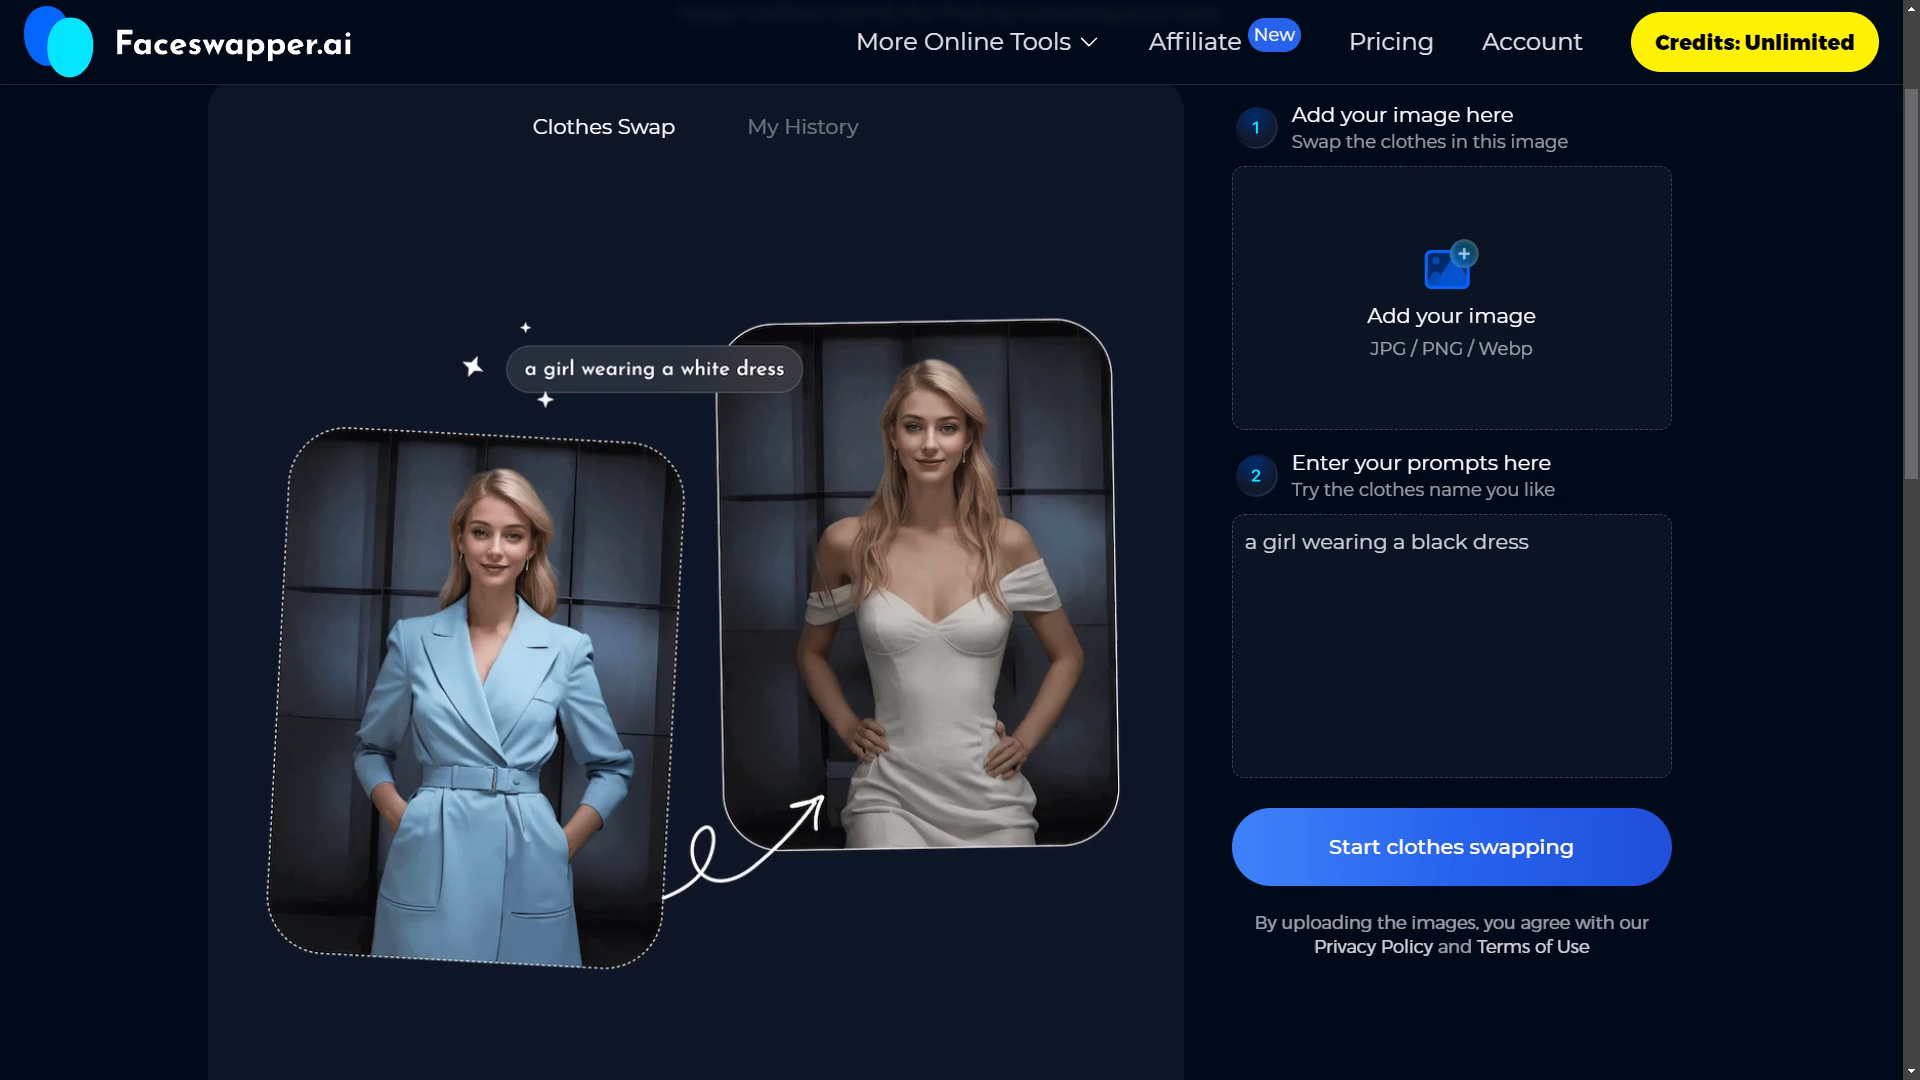 Faceswapper.ai
More Online Tools
Affiliate
New
Pricing
Account
Credits: Unlimited
Clothes Swap
My History
a girl wearing a white dress
1
Add your image here
Swap the clothes in this image
Add your image
JPG / PNG / Webp
2
Enter your prompts here
Try the clothes name you like
a girl wearing a black dress
Start clothes swapping
By uploading the images, you agree with our
Privacy Policy and Terms of Use